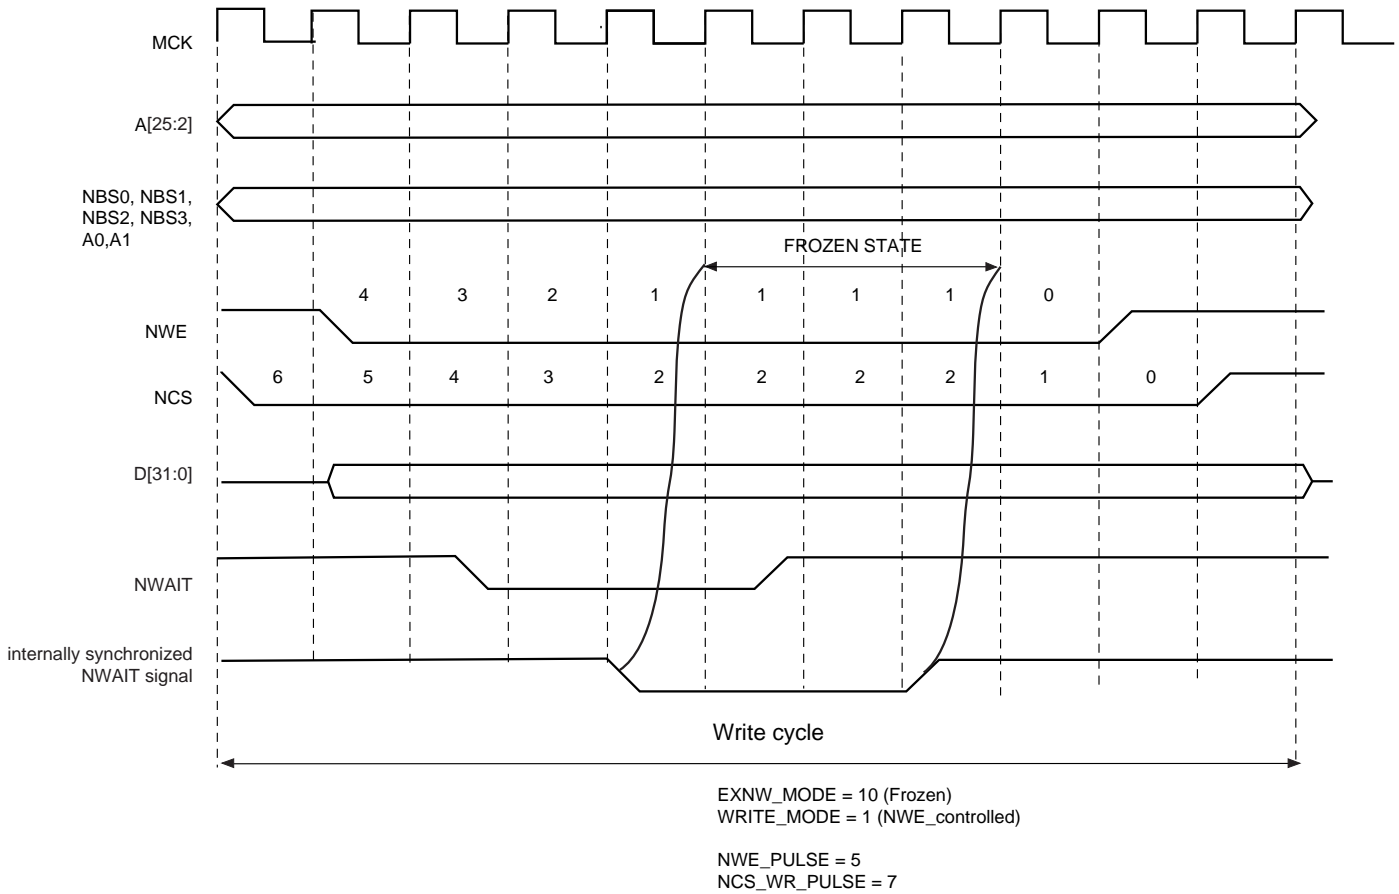 MCK
A[25:2]
NBS0, NBS1,
NBS2, NBS3,
A0,A1
FROZEN STATE
4 3 2 1 1 1 1 0
NWE
6 5 4 3 2 2 2 2 1 0
NCS
D[31:0]
NWAIT
internally synchronized
NWAIT signal
Write cycle
EXNW_MODE = 10 (Frozen)
WRITE_MODE = 1 (NWE_controlled)
NWE_PULSE = 5
NCS_WR_PULSE = 7